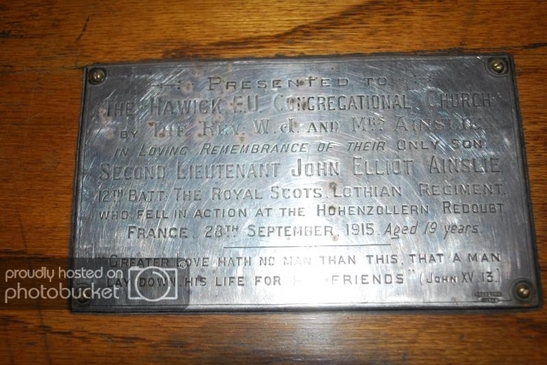 PRESENTED TO
THE HAWICK E.U. CONGREGATIONAL CHURCH
BY THE REV. W. J. AND MRS AINSLIE
IN LOVING REMEMBRANCE OF THEIR ONLY SON
SECOND LIEUTENANT JOHN ELLIOT AINSLIE
12TH BATT. THE ROYAL SCOTS LOTHIAN REGIMENT,
WHO FELL IN ACTION AT THE HOHENZOLLERN REDOUBT
FRANCE, 28TH SEPTEMBER, 1915. Aged 19 years.
"GREATER LOVE HATH NO MAN THAN THIS, THAT A MAN
LAY DOWN HIS LIFE FOR FRIENDS" (JOHN XV. 13)
proudly hosted on
photobucket